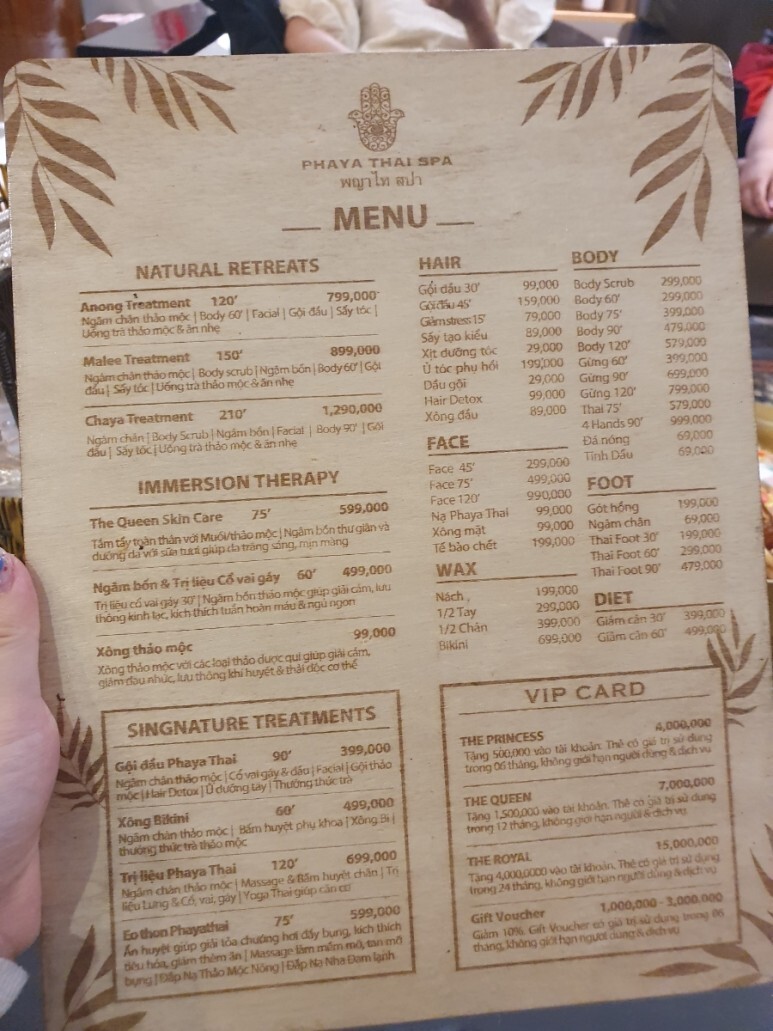 PHAYA THAI SPA
พญาไท สปา
MENU
NATURAL RETREATS
Anong Treatment 120' 799,000
Ngâm chân thảo mộc | Body 60' | Facial | Gội đầu | Sấy tóc |
Uống trà thảo mộc & ăn nhẹ
Malee Treatment 150' 899,000
Ngâm chân thảo mộc | Body scrub | Ngâm bồn | Body 60' | Gội
đầu | Sấy tóc | Uống trà thảo mộc & ăn nhẹ
Chaya Treatment 210' 1,290,000
Ngâm chân | Body Scrub | Ngâm bồn | Facial | Body 90' | Gội
đầu | Sấy tóc | Uống trà thảo mộc & ăn nhẹ
IMMERSION THERAPY
The Queen Skin Care 75' 599,000
Tắm tẩy toàn thân với Muối/thảo mộc | Ngâm bồn thư giãn và
dưỡng da với sữa tươi giúp da trắng sáng, mịn màng
Ngâm bồn & Trị liệu Cổ vai gáy 60' 499,000
Trị liệu cổ vai gáy 30' | Ngâm bồn thảo mộc giúp giải cảm, lưu
thông kinh lạc, kích thích tuần hoàn máu & ngủ ngon
Xông thảo mộc 99,000
Xông thảo mộc với các loại thảo dược quí giúp giải cảm,
giảm đau nhức, lưu thông khí huyết & thải độc cơ thể
SINGNATURE TREATMENTS
Gội đầu Phaya Thai 90' 399,000
Ngâm chân thảo mộc | Cổ vai gáy & đầu | Facial | Gội thảo
mộc | Hair Detox | Ủ dưỡng tay | Thưởng thức trà
Xông Bikini 60' 499,000
Ngâm chân thảo mộc | Bấm huyệt phụ khoa | Xông Bi |
thưởng thức trà thảo mộc
Trị liệu Phaya Thai 120' 699,000
Ngâm chân thảo mộc | Massage & Bấm huyệt chân | Trị
liệu Lưng & Cổ, vai, gáy | Yoga Thai giúp cân cơ
Eo thon Phayathai 75' 599,000
Ấn huyệt giúp giải tỏa chướng hơi đầy bụng, kích thích
tiêu hóa, giảm thèm ăn | Massage làm mềm mô, tan mỡ
bụng | Đắp Nạ Thảo Mộc Nóng | Đắp Nạ Nha Đam lạnh
HAIR
Gội dầu 30' 99,000
Gội đầu 45' 159,000
Giảm stress 15' 79,000
Sấy tạo kiểu 89,000
Xịt dưỡng tóc 29,000
Ủ tóc phụ hồi 199,000
Dầu gội 29,000
Hair Detox 99,000
Xông đầu 89,000
FACE
Face 45' 299,000
Face 75' 499,000
Face 120' 990,000
Nạ Phaya Thai 99,000
Xông mặt 99,000
Tế bào chết 199,000
WAX
Nách 199,000
1/2 Tay 299,000
1/2 Chân 399,000
Bikini 699,000
BODY
Body Scrub 299,000
Body 60' 299,000
Body 75' 399,000
Body 90' 479,000
Body 120' 579,000
Gừng 60' 399,000
Gừng 90' 699,000
Gừng 120' 799,000
Thai 75' 579,000
4 Hands 90' 999,000
Đá nóng 69,000
Tinh Dầu 69,000
FOOT
Gót hồng 199,000
Ngâm chân 69,000
Thai Foot 30' 199,000
Thai Foot 60' 299,000
Thai Foot 90' 479,000
DIET
Giảm cân 30' 399,000
Giảm cân 60' 499,000
VIP CARD
THE PRINCESS 4,000,000
Tặng 500,000 vào tài khoản. Thẻ có giá trị sử dụng
trong 06 tháng, không giới hạn người dùng & dịch vụ
THE QUEEN 7,000,000
Tặng 1,500,000 vào tài khoản. Thẻ có giá trị sử dụng
trong 12 tháng, không giới hạn người & dịch vụ
THE ROYAL 15,000,000
Tặng 4,000,0000 vào tài khoản. Thẻ có giá trị sử dụng
trong 24 tháng, không giới hạn người dùng & dịch vụ
Gift Voucher 1,000,000 - 3,000,000
Giảm 10%. Gift Voucher có giá trị sử dụng trong 06
tháng, không giới hạn người dùng & dịch vụ